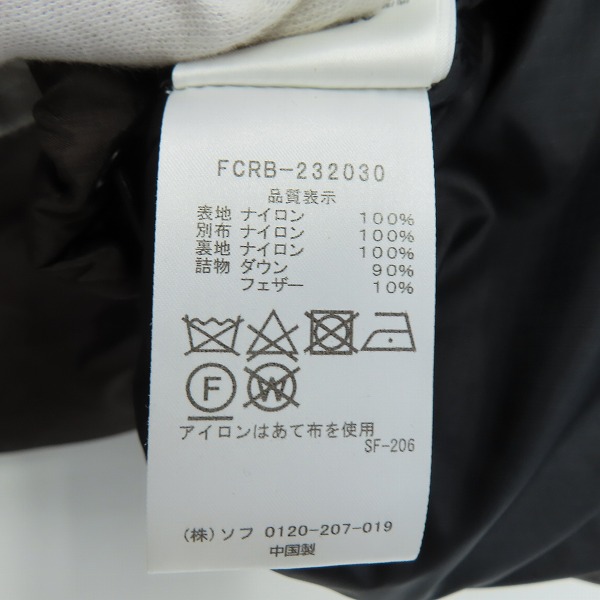 FCRB-232030
品質表示
表地 ナイロン 100%
別布 ナイロン 100%
裏地 ナイロン 100%
詰物 ダウン 90%
フェザー 10%
F W
アイロンはあて布を使用
SF-206
(株)ソフ 0120-207-019
中国製